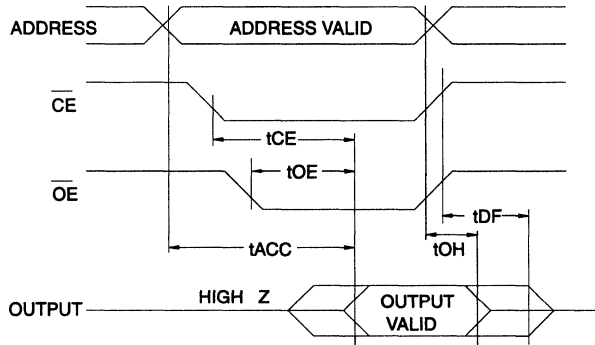 ADDRESS
ADDRESS VALID
CE
tCE
tOE
OE
tDF
tACC
tOH
HIGH Z
OUTPUT
OUTPUT
VALID